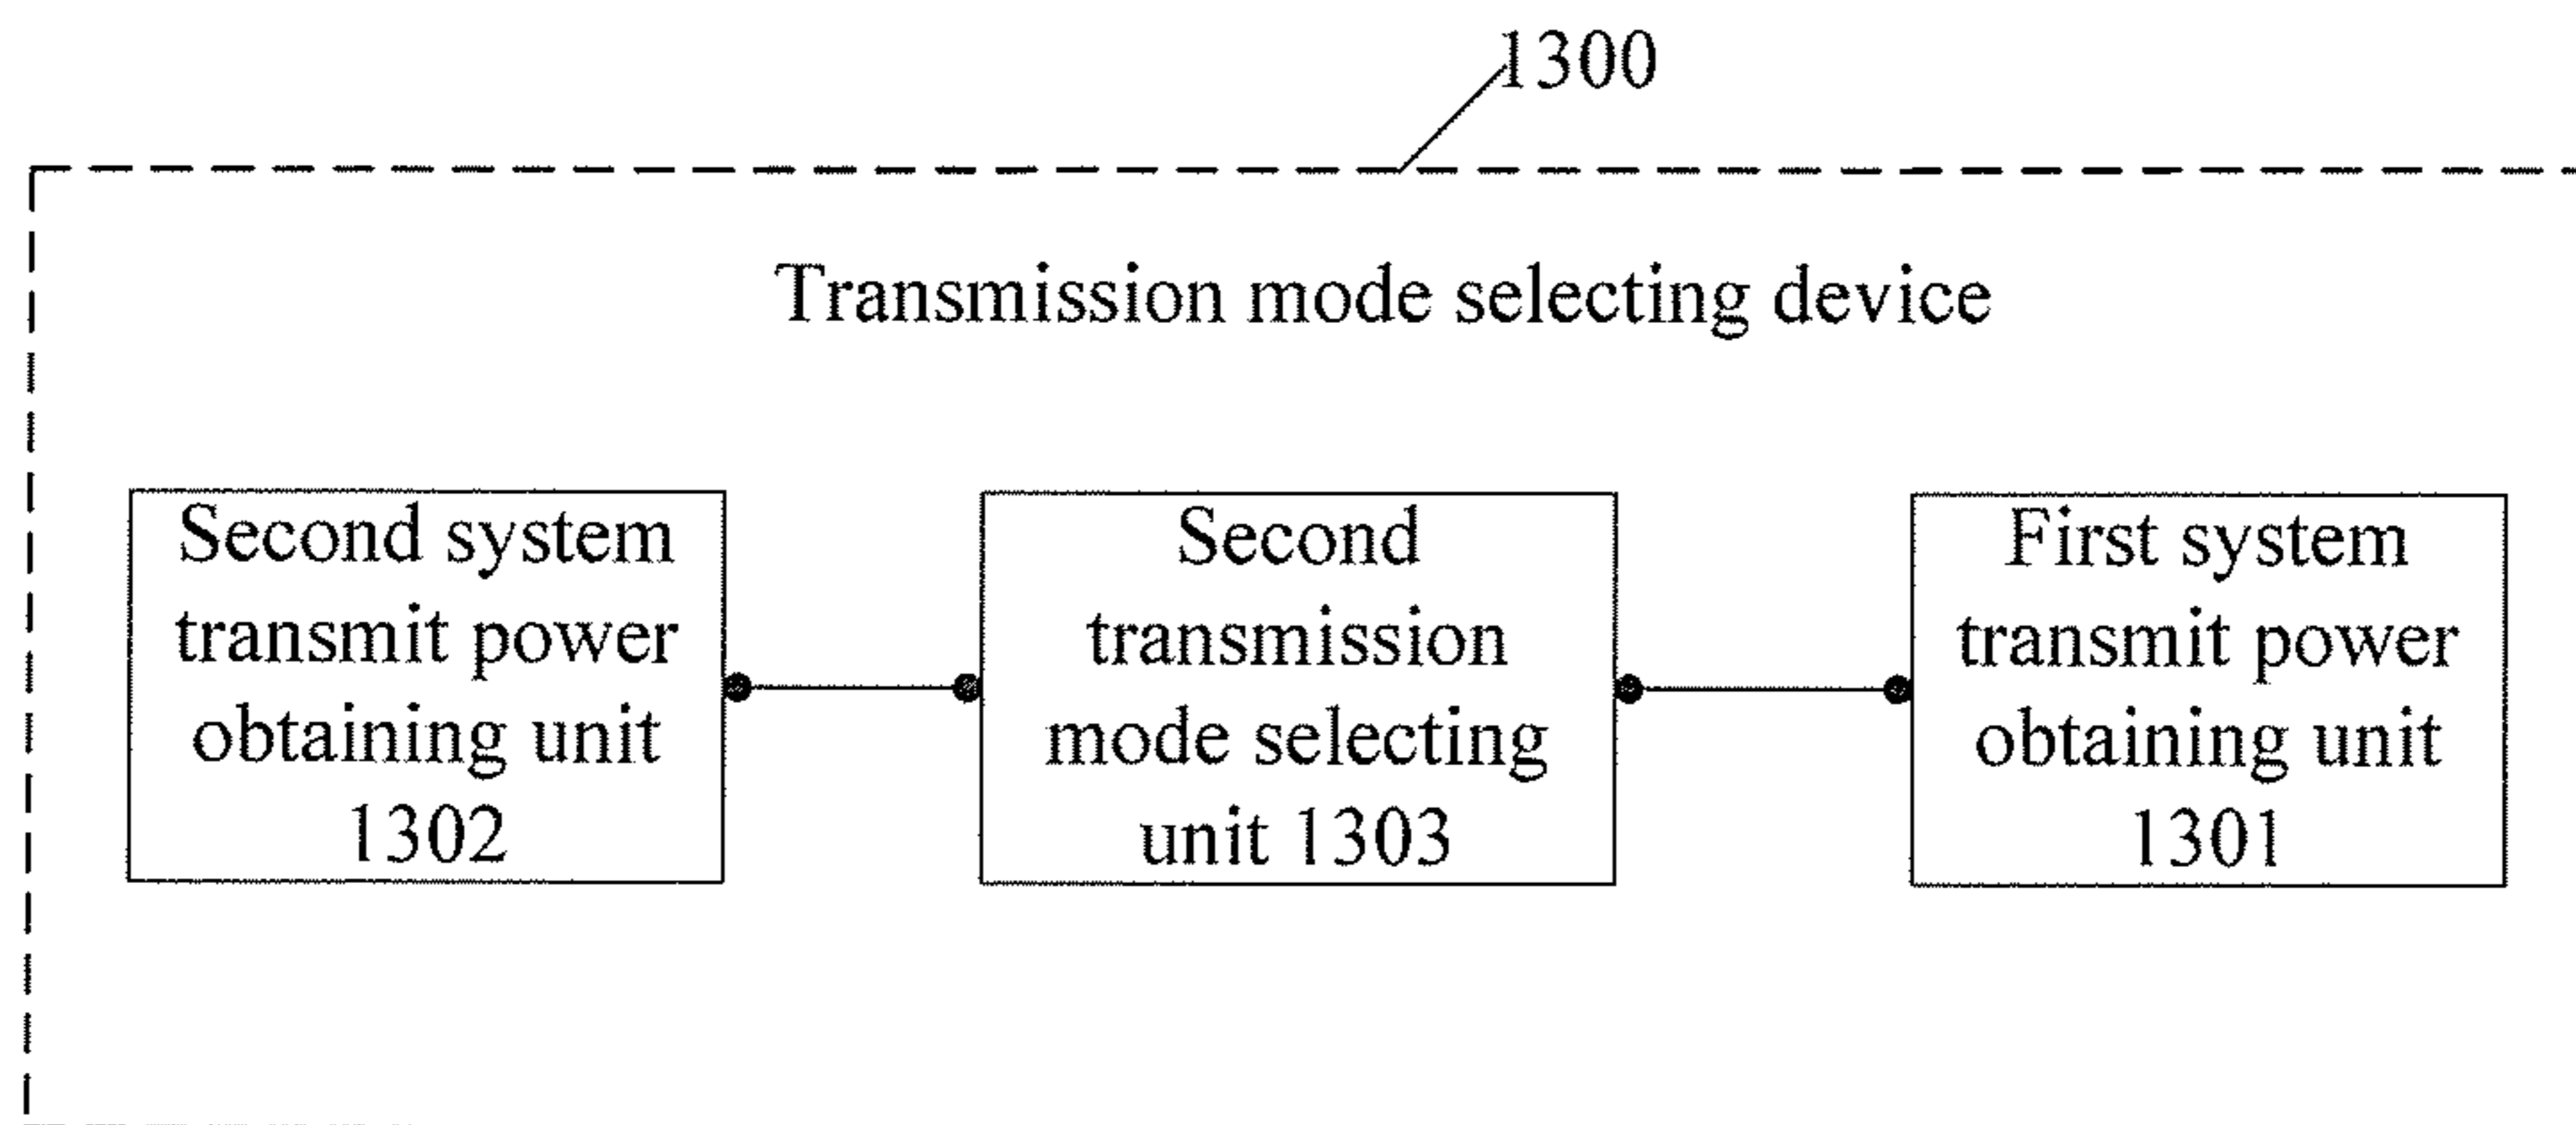 1300
Transmission mode selecting device
Second system
transmit power
obtaining unit
1302
Second
transmission
mode selecting
unit 1303
First system
transmit power
obtaining unit
1301